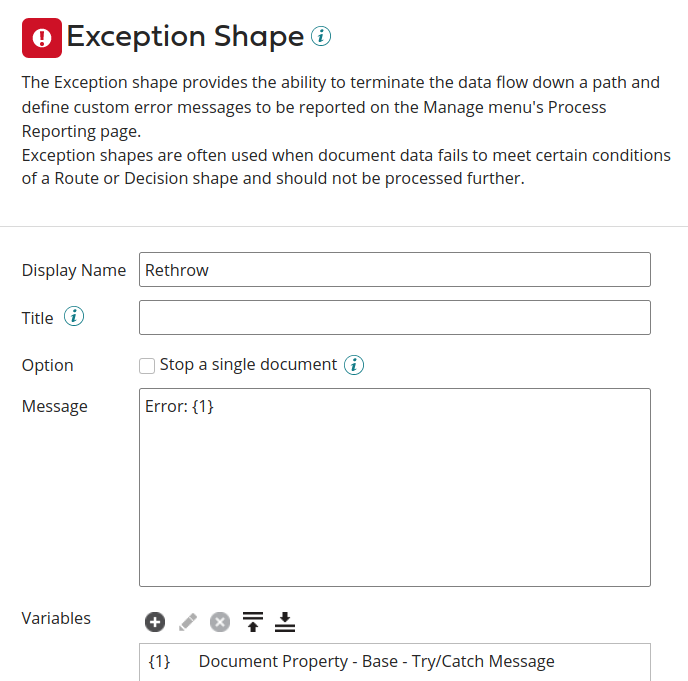 Exception Shape
The Exception shape provides the ability to terminate the data flow down a path and
define custom error messages to be reported on the Manage menu's Process
Reporting page.
Exception shapes are often used when document data fails to meet certain conditions
of a Route or Decision shape and should not be processed further.
Display Name Rethrow
Title
Option Stop a single document
Message Error: {1}
Variables
{1} Document Property - Base - Try/Catch Message